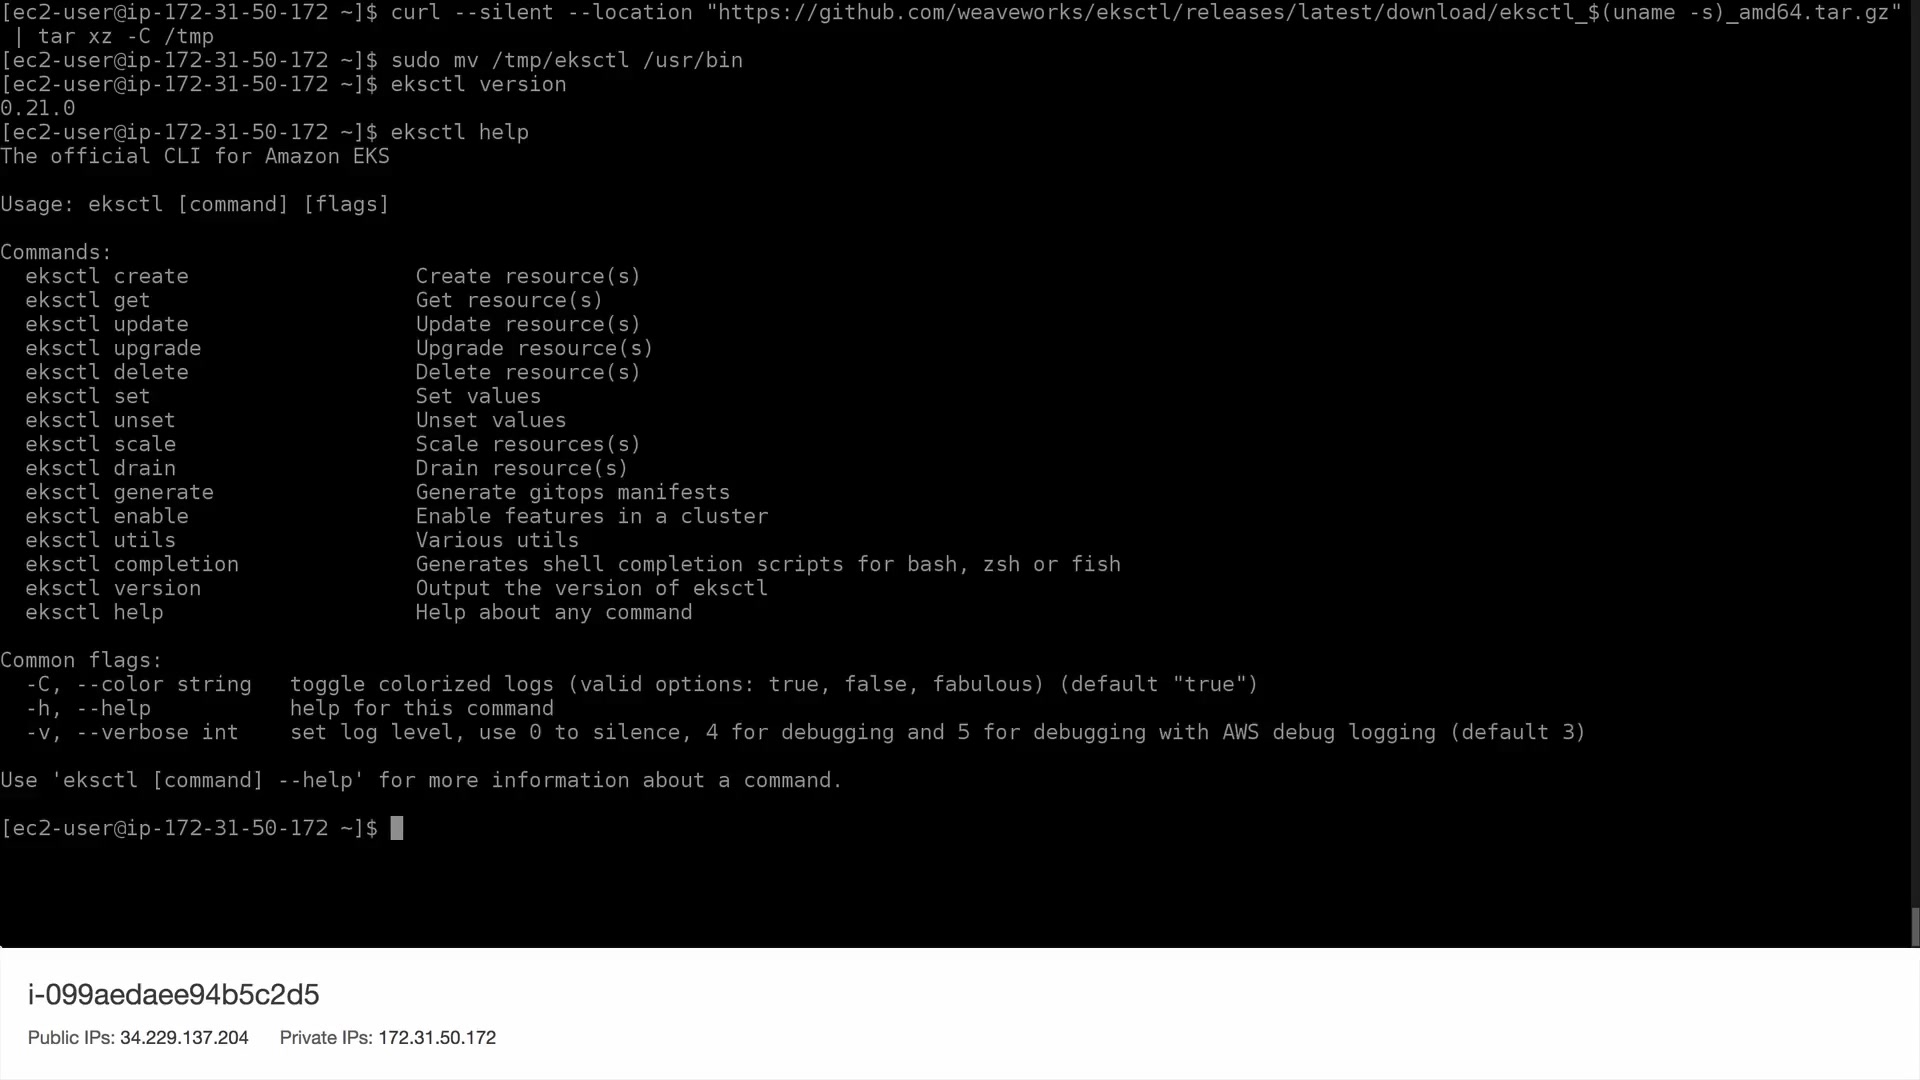 [ec2-user@ip-172-31-50-172 ~]$ curl --silent --location "https://github.com/weaveworks/eksctl/releases/latest/download/eksctl_$(uname -s)_amd64.tar.gz"
 | tar xz -C /tmp
[ec2-user@ip-172-31-50-172 ~]$ sudo mv /tmp/eksctl /usr/bin
[ec2-user@ip-172-31-50-172 ~]$ eksctl version
0.21.0
[ec2-user@ip-172-31-50-172 ~]$ eksctl help
The official CLI for Amazon EKS

Usage: eksctl [command] [flags]

Commands:
  eksctl create                  Create resource(s)
  eksctl get                     Get resource(s)
  eksctl update                  Update resource(s)
  eksctl upgrade                 Upgrade resource(s)
  eksctl delete                  Delete resource(s)
  eksctl set                     Set values
  eksctl unset                   Unset values
  eksctl scale                   Scale resources(s)
  eksctl drain                   Drain resource(s)
  eksctl generate                Generate gitops manifests
  eksctl enable                  Enable features in a cluster
  eksctl utils                   Various utils
  eksctl completion              Generates shell completion scripts for bash, zsh or fish
  eksctl version                 Output the version of eksctl
  eksctl help                    Help about any command

Common flags:
  -C, --color string   toggle colorized logs (valid options: true, false, fabulous) (default "true")
  -h, --help           help for this command
  -v, --verbose int    set log level, use 0 to silence, 4 for debugging and 5 for debugging with AWS debug logging (default 3)

Use 'eksctl [command] --help' for more information about a command.

[ec2-user@ip-172-31-50-172 ~]$
i-099aedaee94b5c2d5
Public IPs: 34.229.137.204 Private IPs: 172.31.50.172